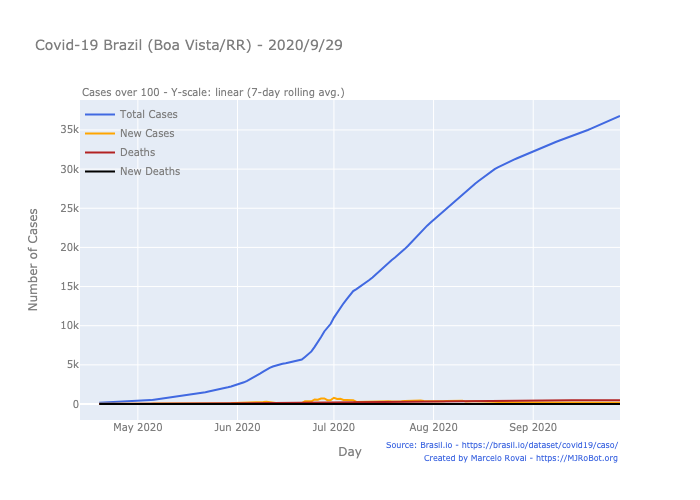 Covid-19 Brazil (Boa Vista/RR) - 2020/9/29
Cases over 100 - Y-scale: linear (7-day rolling avg.)
Total Cases
New Cases
Deaths
New Deaths
35k
30k
25k
20k
15k
10k
5k
0
Number of Cases
May 2020
Jun 2020
Jul 2020
Aug 2020
Sep 2020
Day
Source: Brasil.io - https://brasil.io/dataset/covid19/caso/
Created by Marcelo Rovai - https://MJRoBot.org